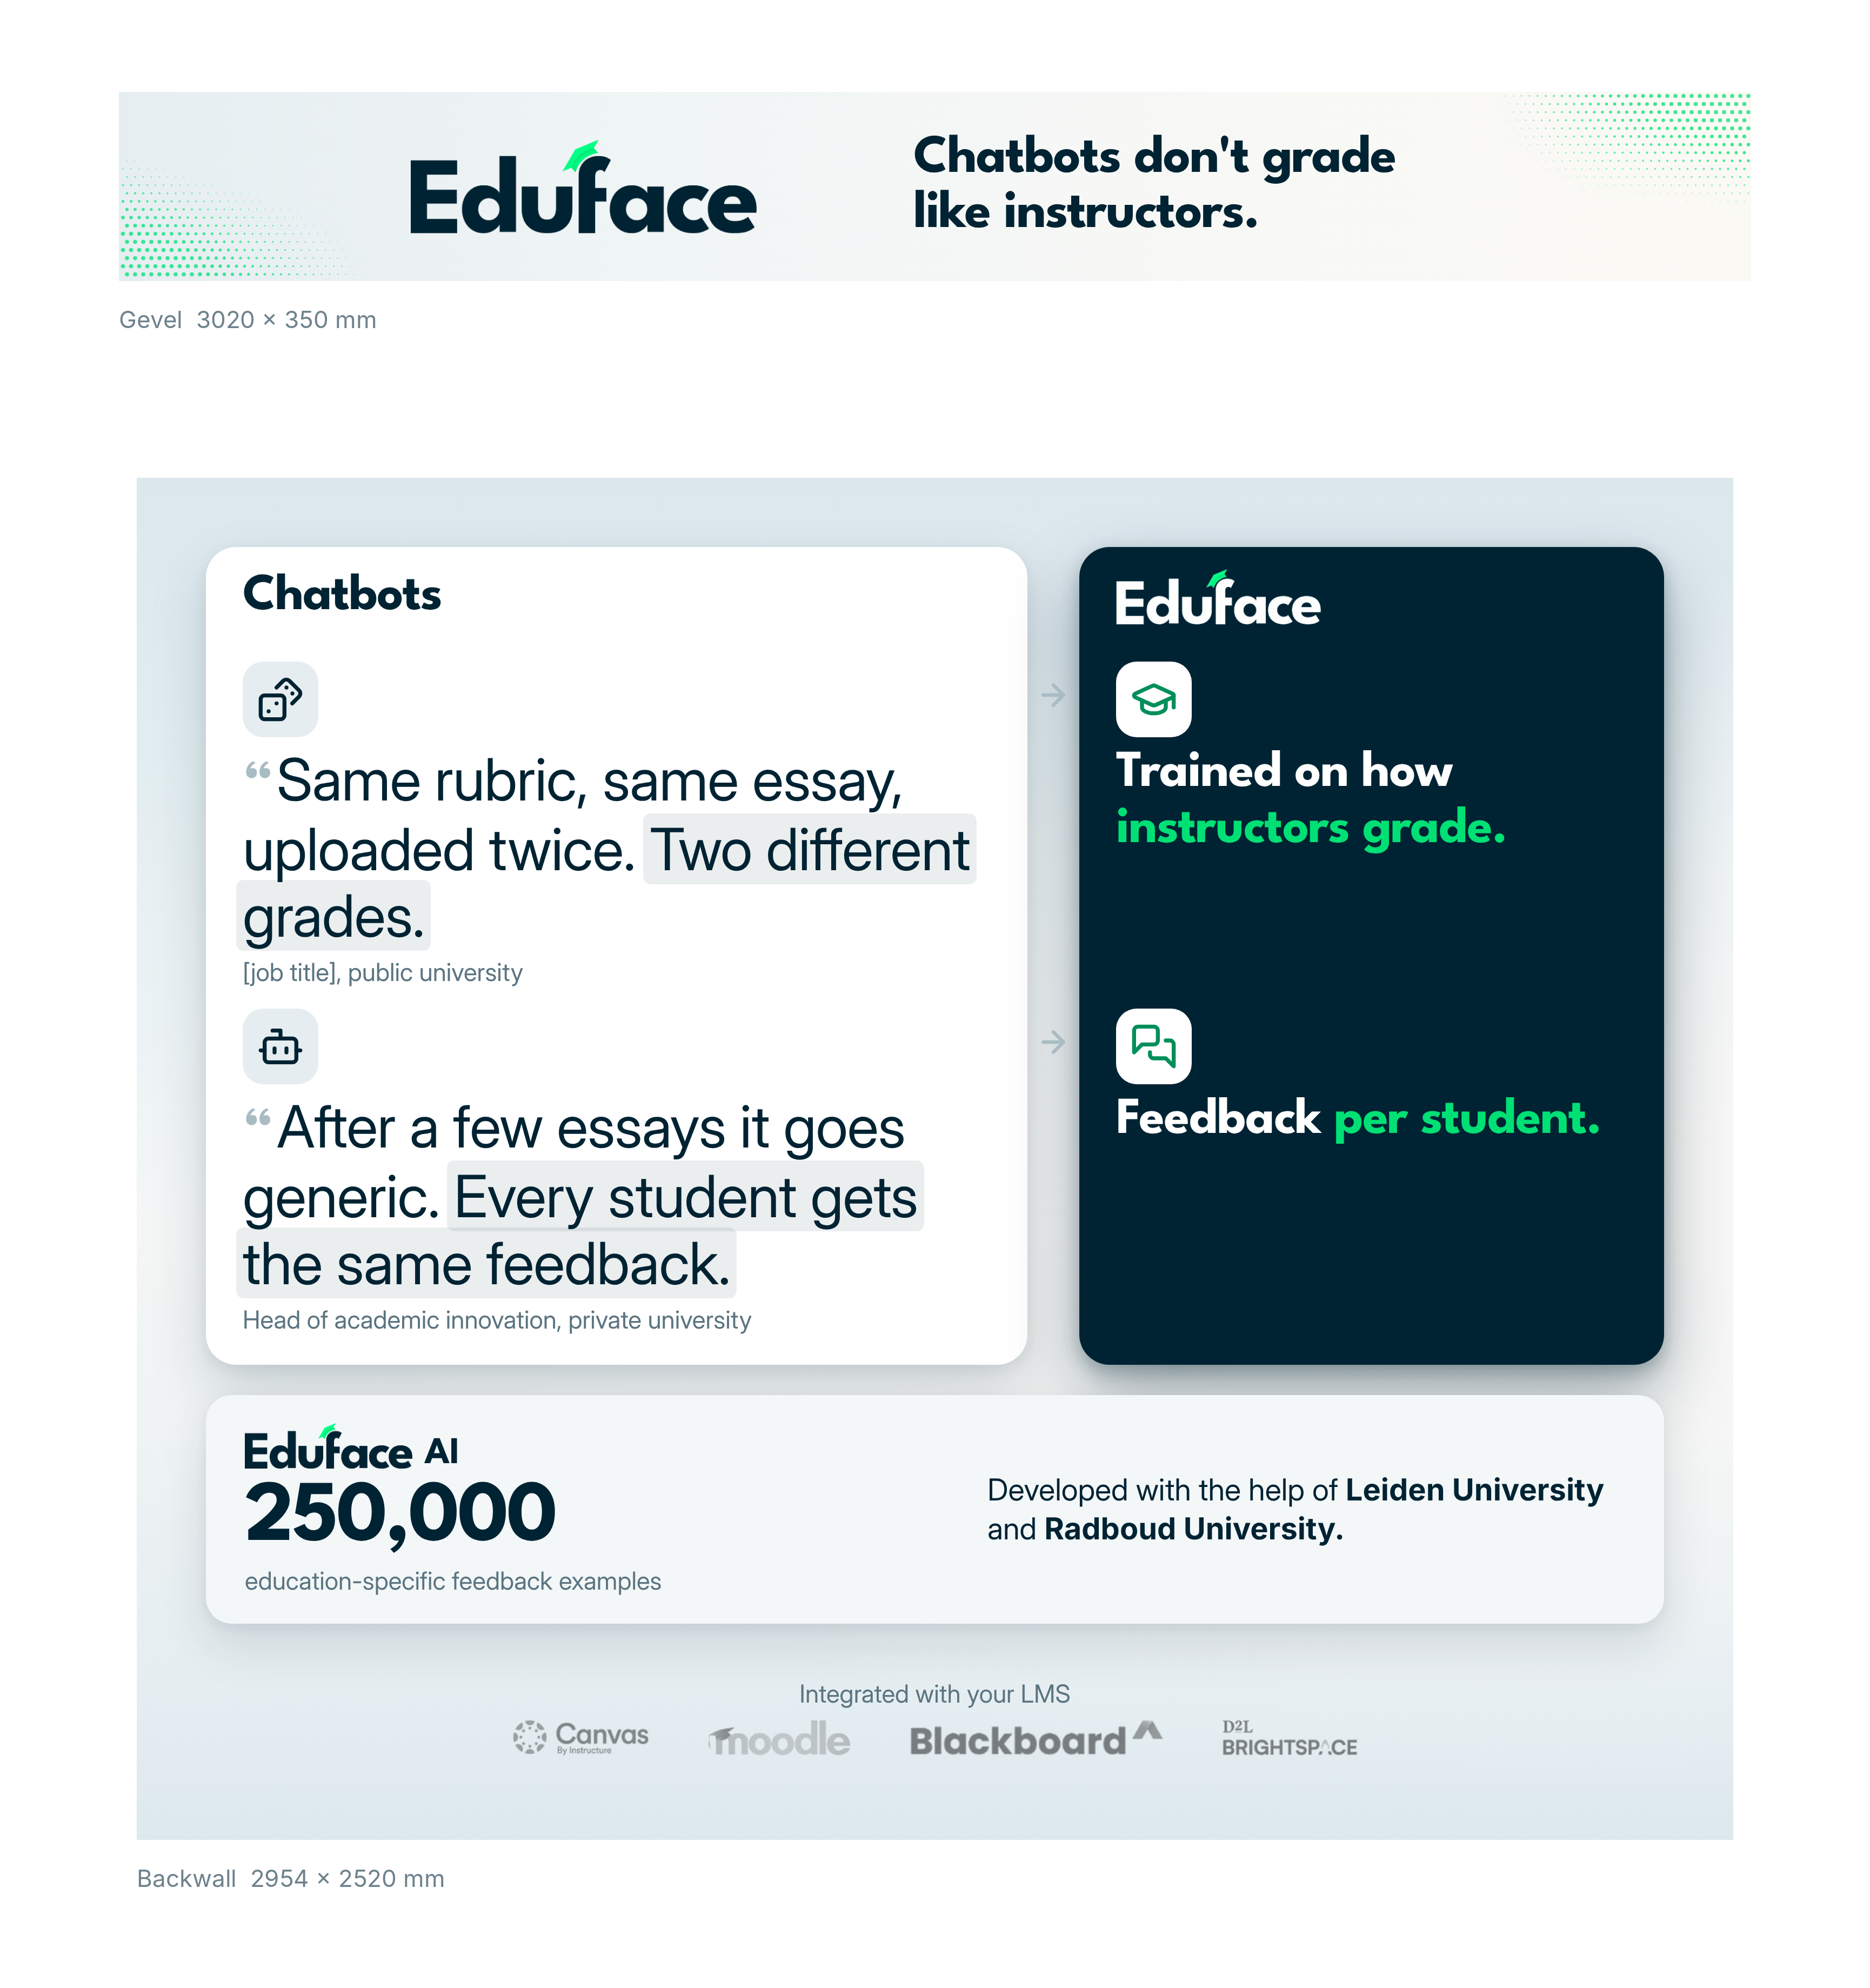 Eduface
Chatbots don't grade
like instructors.
Gevel 3020 × 350 mm
Chatbots
“Same rubric, same essay,
uploaded twice. Two different
grades.
[job title], public university
“After a few essays it goes
generic. Every student gets
the same feedback.
Head of academic innovation, private university
Eduface
Trained on how
instructors grade.
Feedback per student.
Eduface AI
250,000
education-specific feedback examples
Developed with the help of Leiden University
and Radboud University.
Integrated with your LMS
Canvas
By Instructure
moodle
Blackboard
D2L
BRIGHTSPACE
Backwall 2954 × 2520 mm